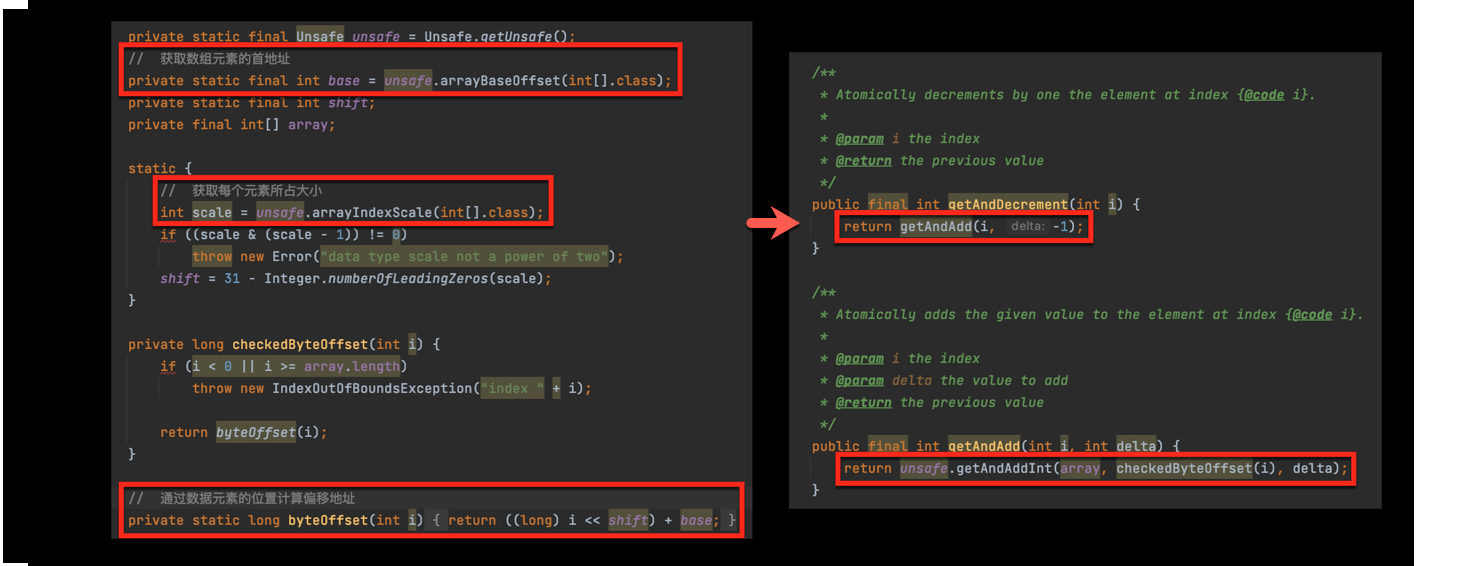 private static final Unsafe unsafe = Unsafe.getUnsafe();
// 获取数组元素的首地址
private static final int base = unsafe.arrayBaseOffset(int[].class);
private static final int shift;
private final int[] array;
static {
// 获取每个元素所占大小
int scale = unsafe.arrayIndexScale(int[].class);
if ((scale & (scale - 1)) != 0)
throw new Error("data type scale not a power of two");
shift = 31 - Integer.numberOfLeadingZeros(scale);
}
private long checkedByteOffset(int i) {
if (i < 0 || i >= array.length)
throw new IndexOutOfBoundsException("index " + i);
return byteOffset(i);
}
// 通过数据元素的位置计算偏移地址
private static long byteOffset(int i) { return ((long) i << shift) + base; }
/**
* Atomically decrements by one the element at index {@code i}.
*
* @param i the index
* @return the previous value
*/
public final int getAndDecrement(int i) {
return getAndAdd(i, delta: -1);
}
/**
* Atomically adds the given value to the element at index {@code i}.
*
* @param i the index
* @param delta the value to add
* @return the previous value
*/
public final int getAndAdd(int i, int delta) {
return unsafe.getAndAddInt(array, checkedByteOffset(i), delta);
}